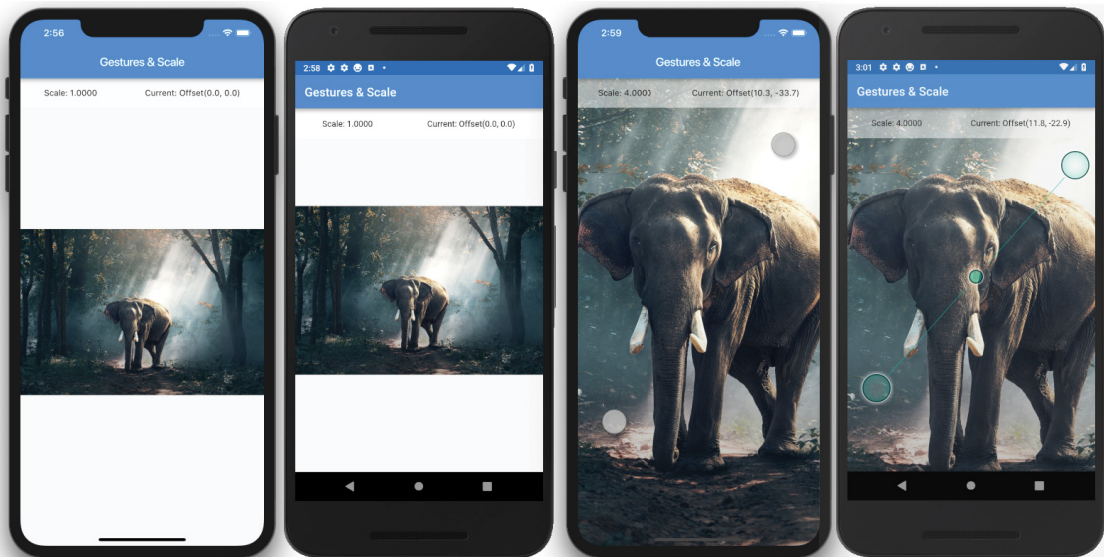 2:56
Gestures & Scale
Scale: 1.0000 Current: Offset(0.0, 0.0)
2:58
Gestures & Scale
Scale: 1.0000 Current: Offset(0.0, 0.0)
2:59
Gestures & Scale
Scale: 4.0000 Current: Offset(10.3, -33.7)
3:01
Gestures & Scale
Scale: 4.0000 Current: Offset(11.8, -22.9)